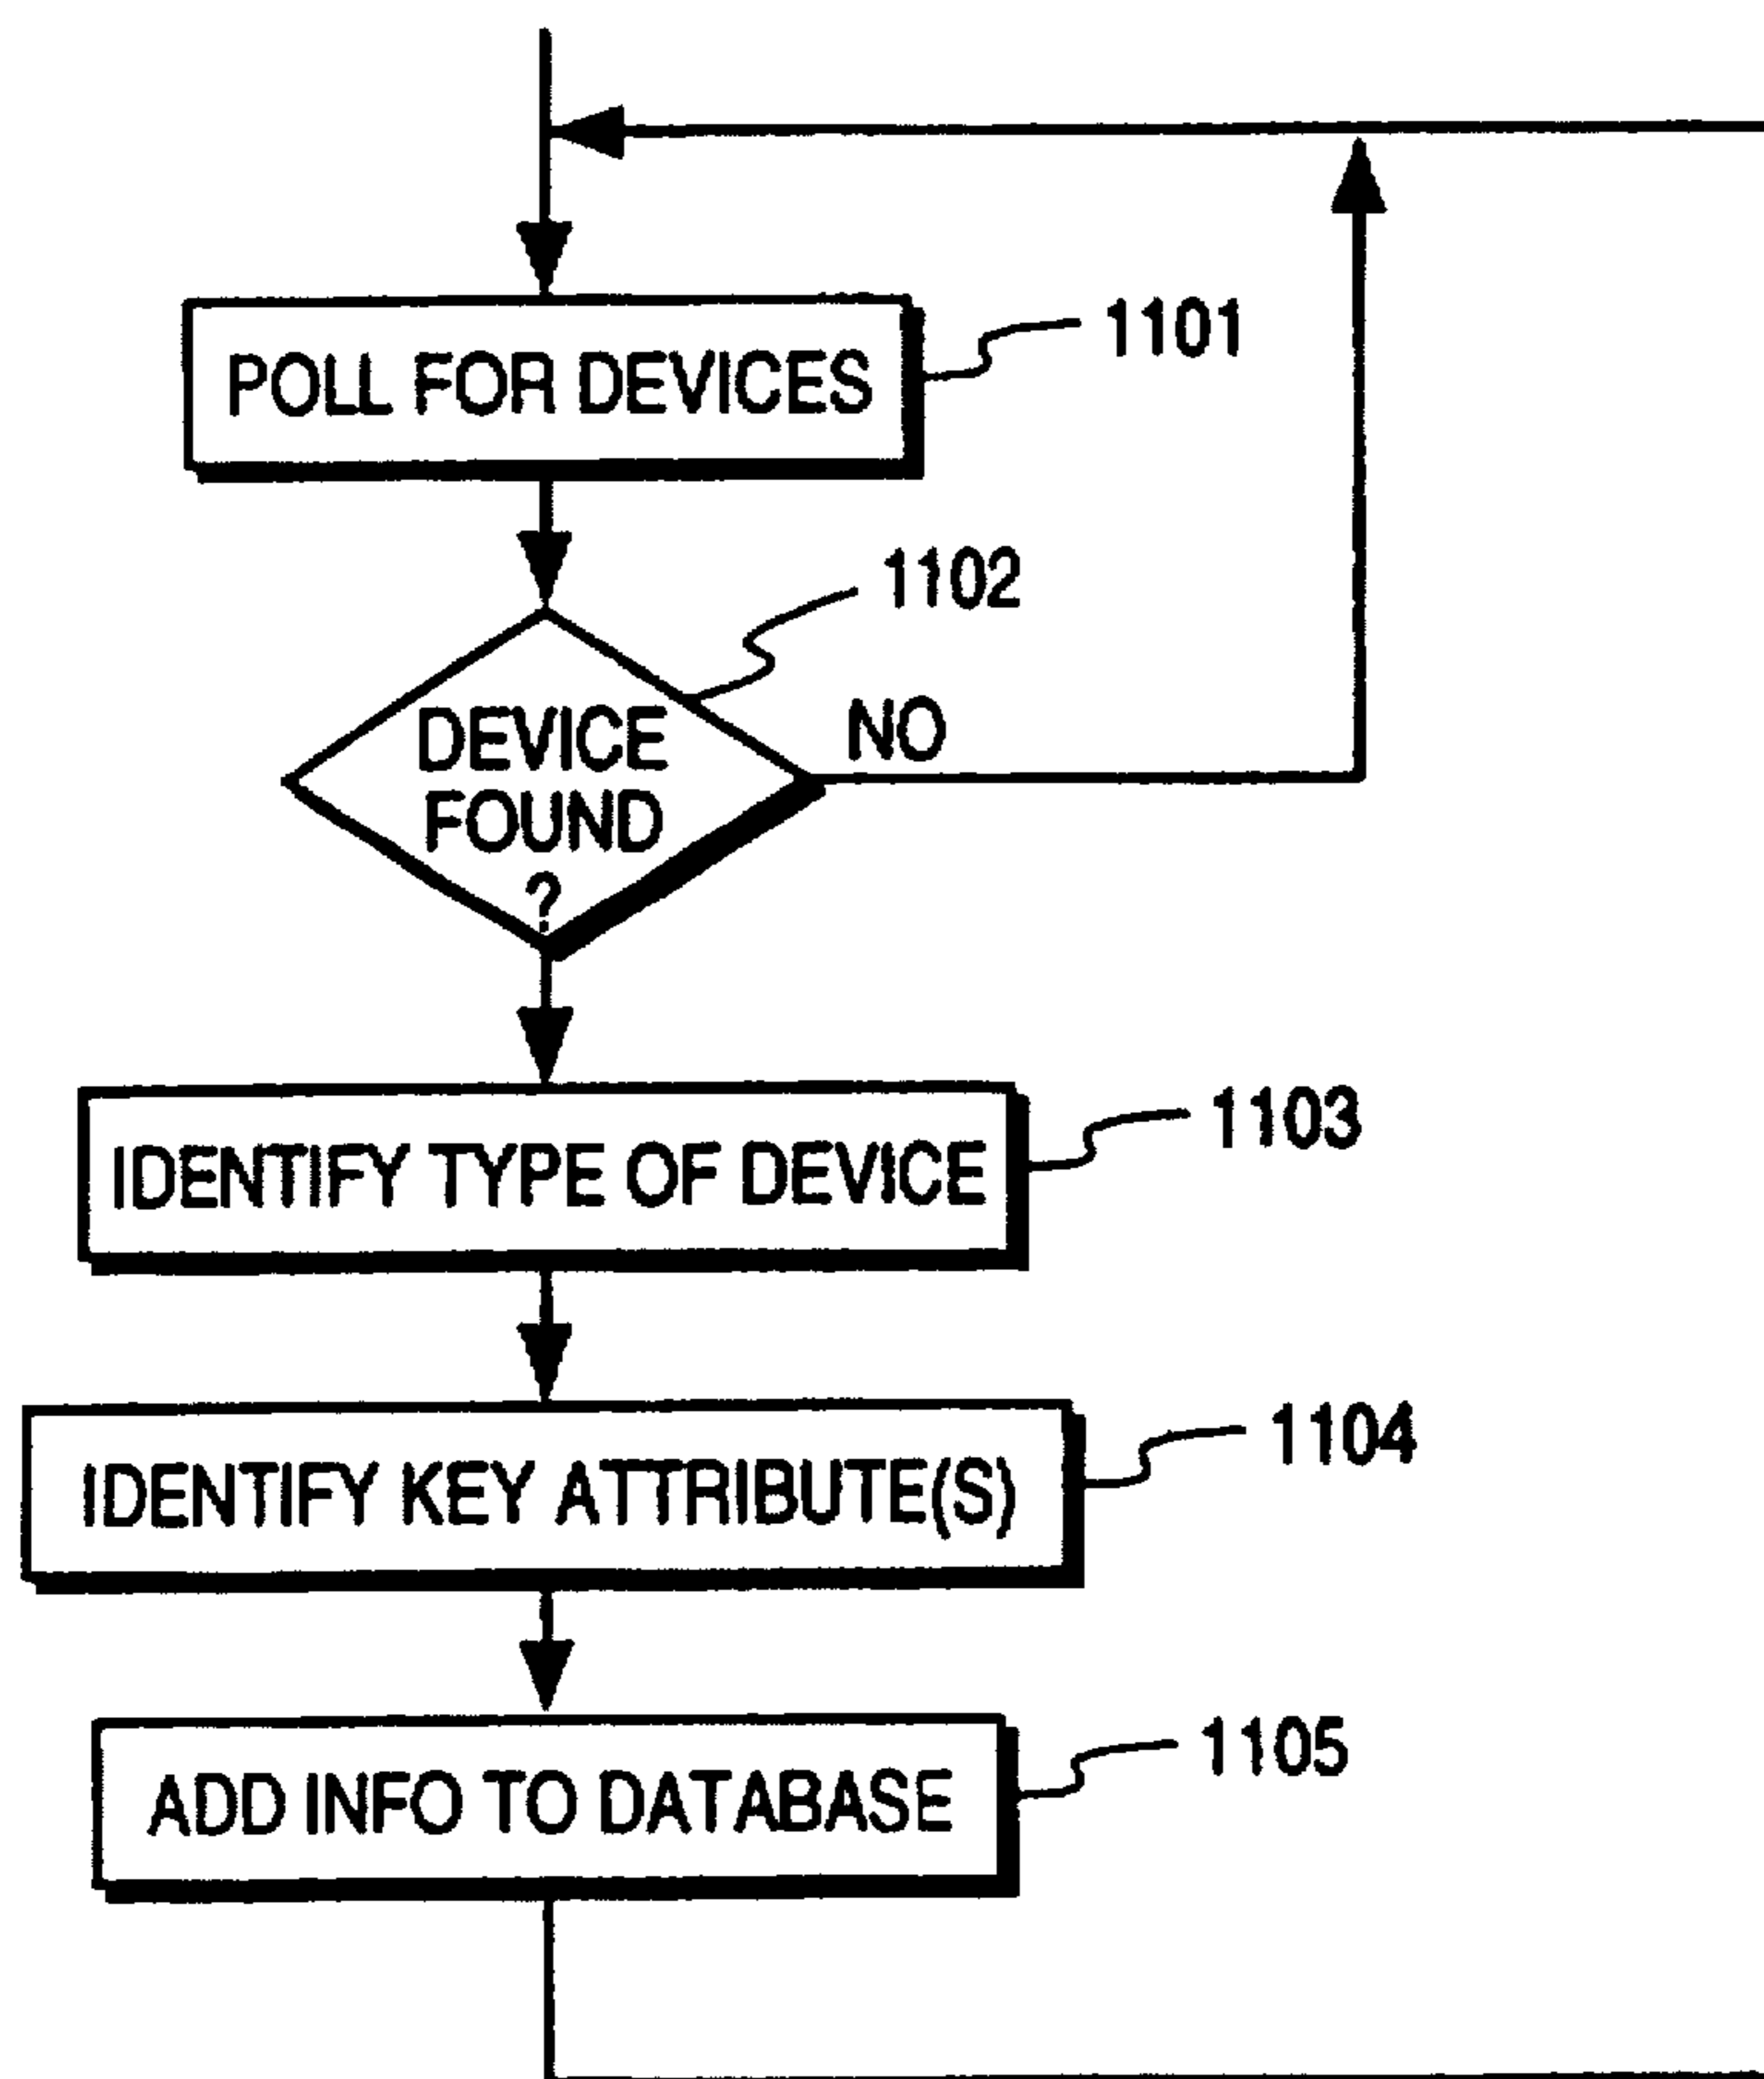 POLL FOR DEVICES
1101
1102
DEVICE
FOUND
?
NO
IDENTIFY TYPE OF DEVICE
1103
IDENTIFY KEY ATTRIBUTE(S)
1104
ADD INFO TO DATABASE
1105